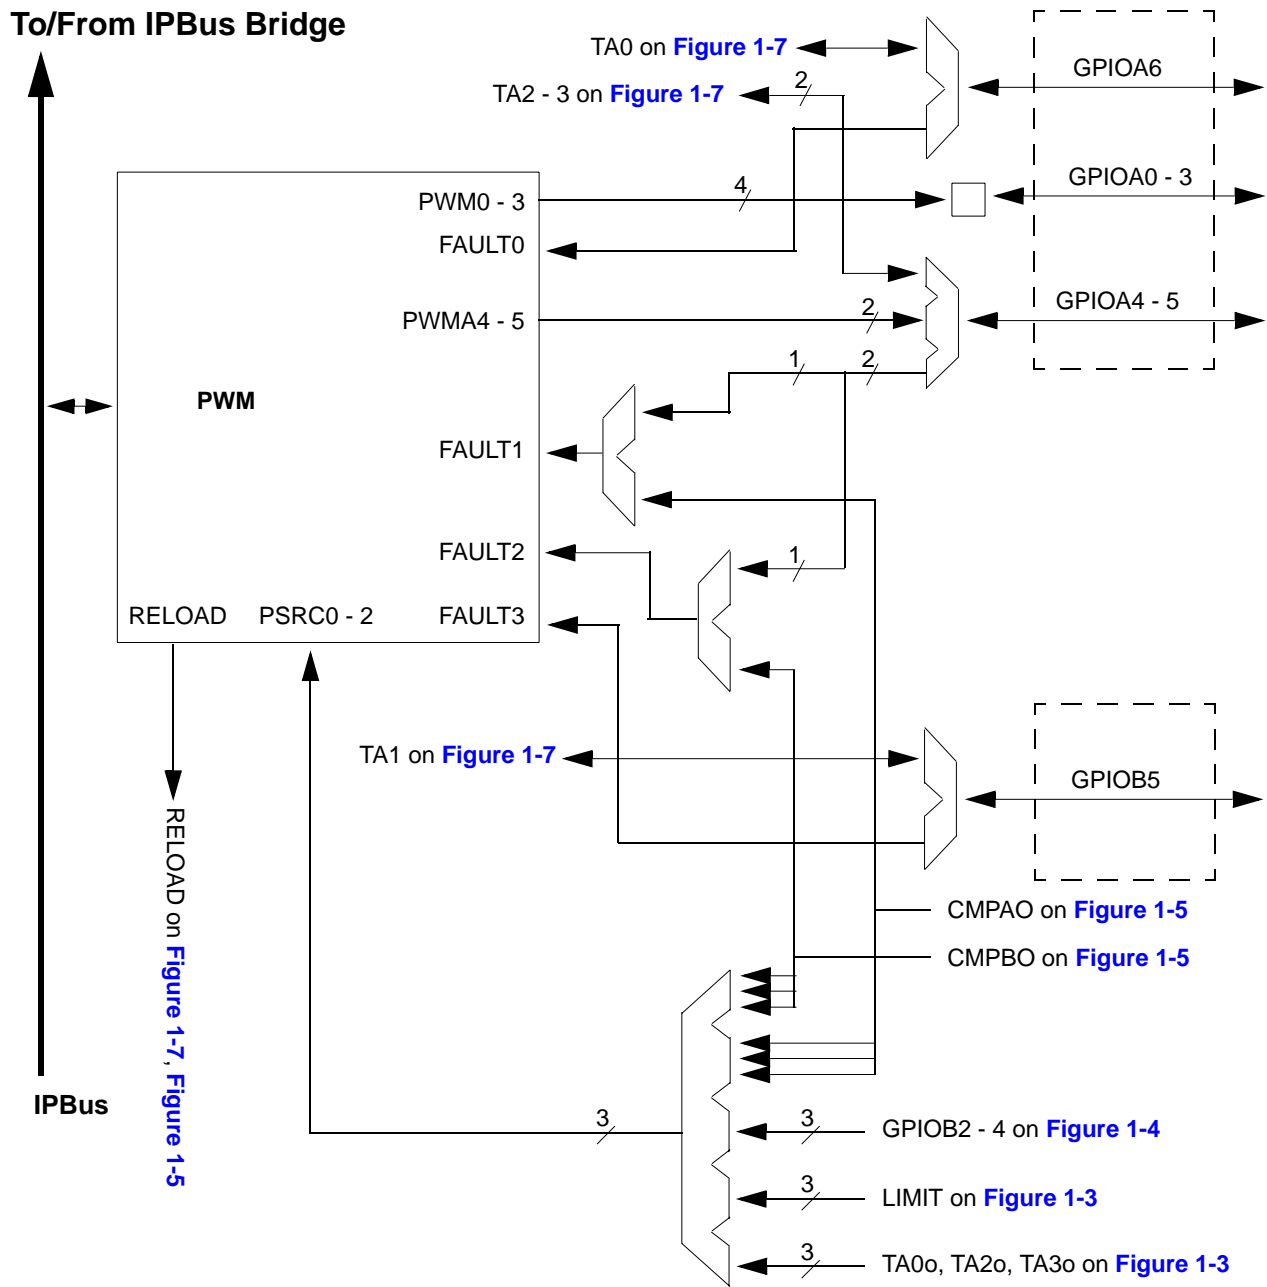 To/From IPBus Bridge
TA0 on Figure 1-7
GPIOA6
TA2 - 3 on Figure 1-7
2
PWM0 - 3
4
GPIOA0 - 3
FAULT0
PWMA4 - 5
2
GPIOA4 - 5
1
2
PWM
FAULT1
FAULT2
1
RELOAD
PSRC0 - 2
FAULT3
TA1 on Figure 1-7
GPIOB5
RELOAD on Figure 1-7, Figure 1-5
CMPAO on Figure 1-5
CMPBO on Figure 1-5
IPBus
3
3
GPIOB2 - 4 on Figure 1-4
3
LIMIT on Figure 1-3
3
TA0o, TA2o, TA3o on Figure 1-3